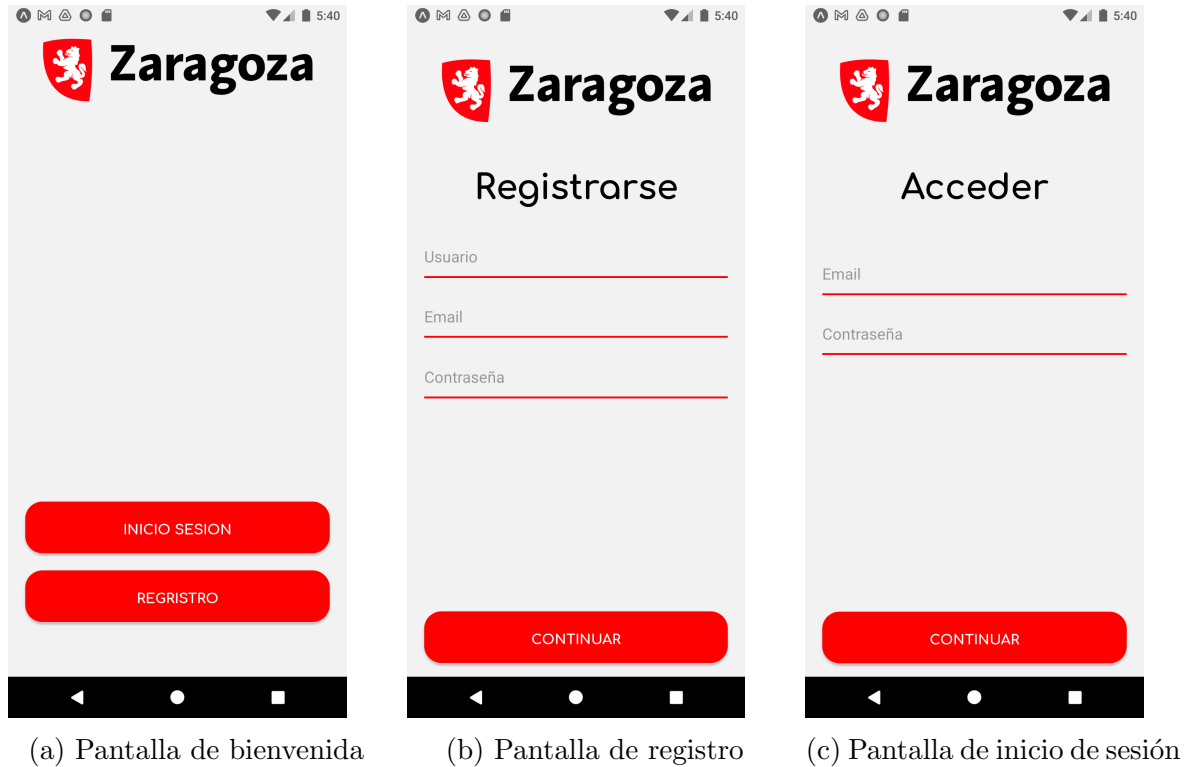 5:40
Zaragoza
INICIO SESION
REGRISTRO
(a) Pantalla de bienvenida
5:40
Zaragoza
Registrarse
Usuario
Email
Contraseña
CONTINUAR
(b) Pantalla de registro
5:40
Zaragoza
Acceder
Email
Contraseña
CONTINUAR
(c) Pantalla de inicio de sesión